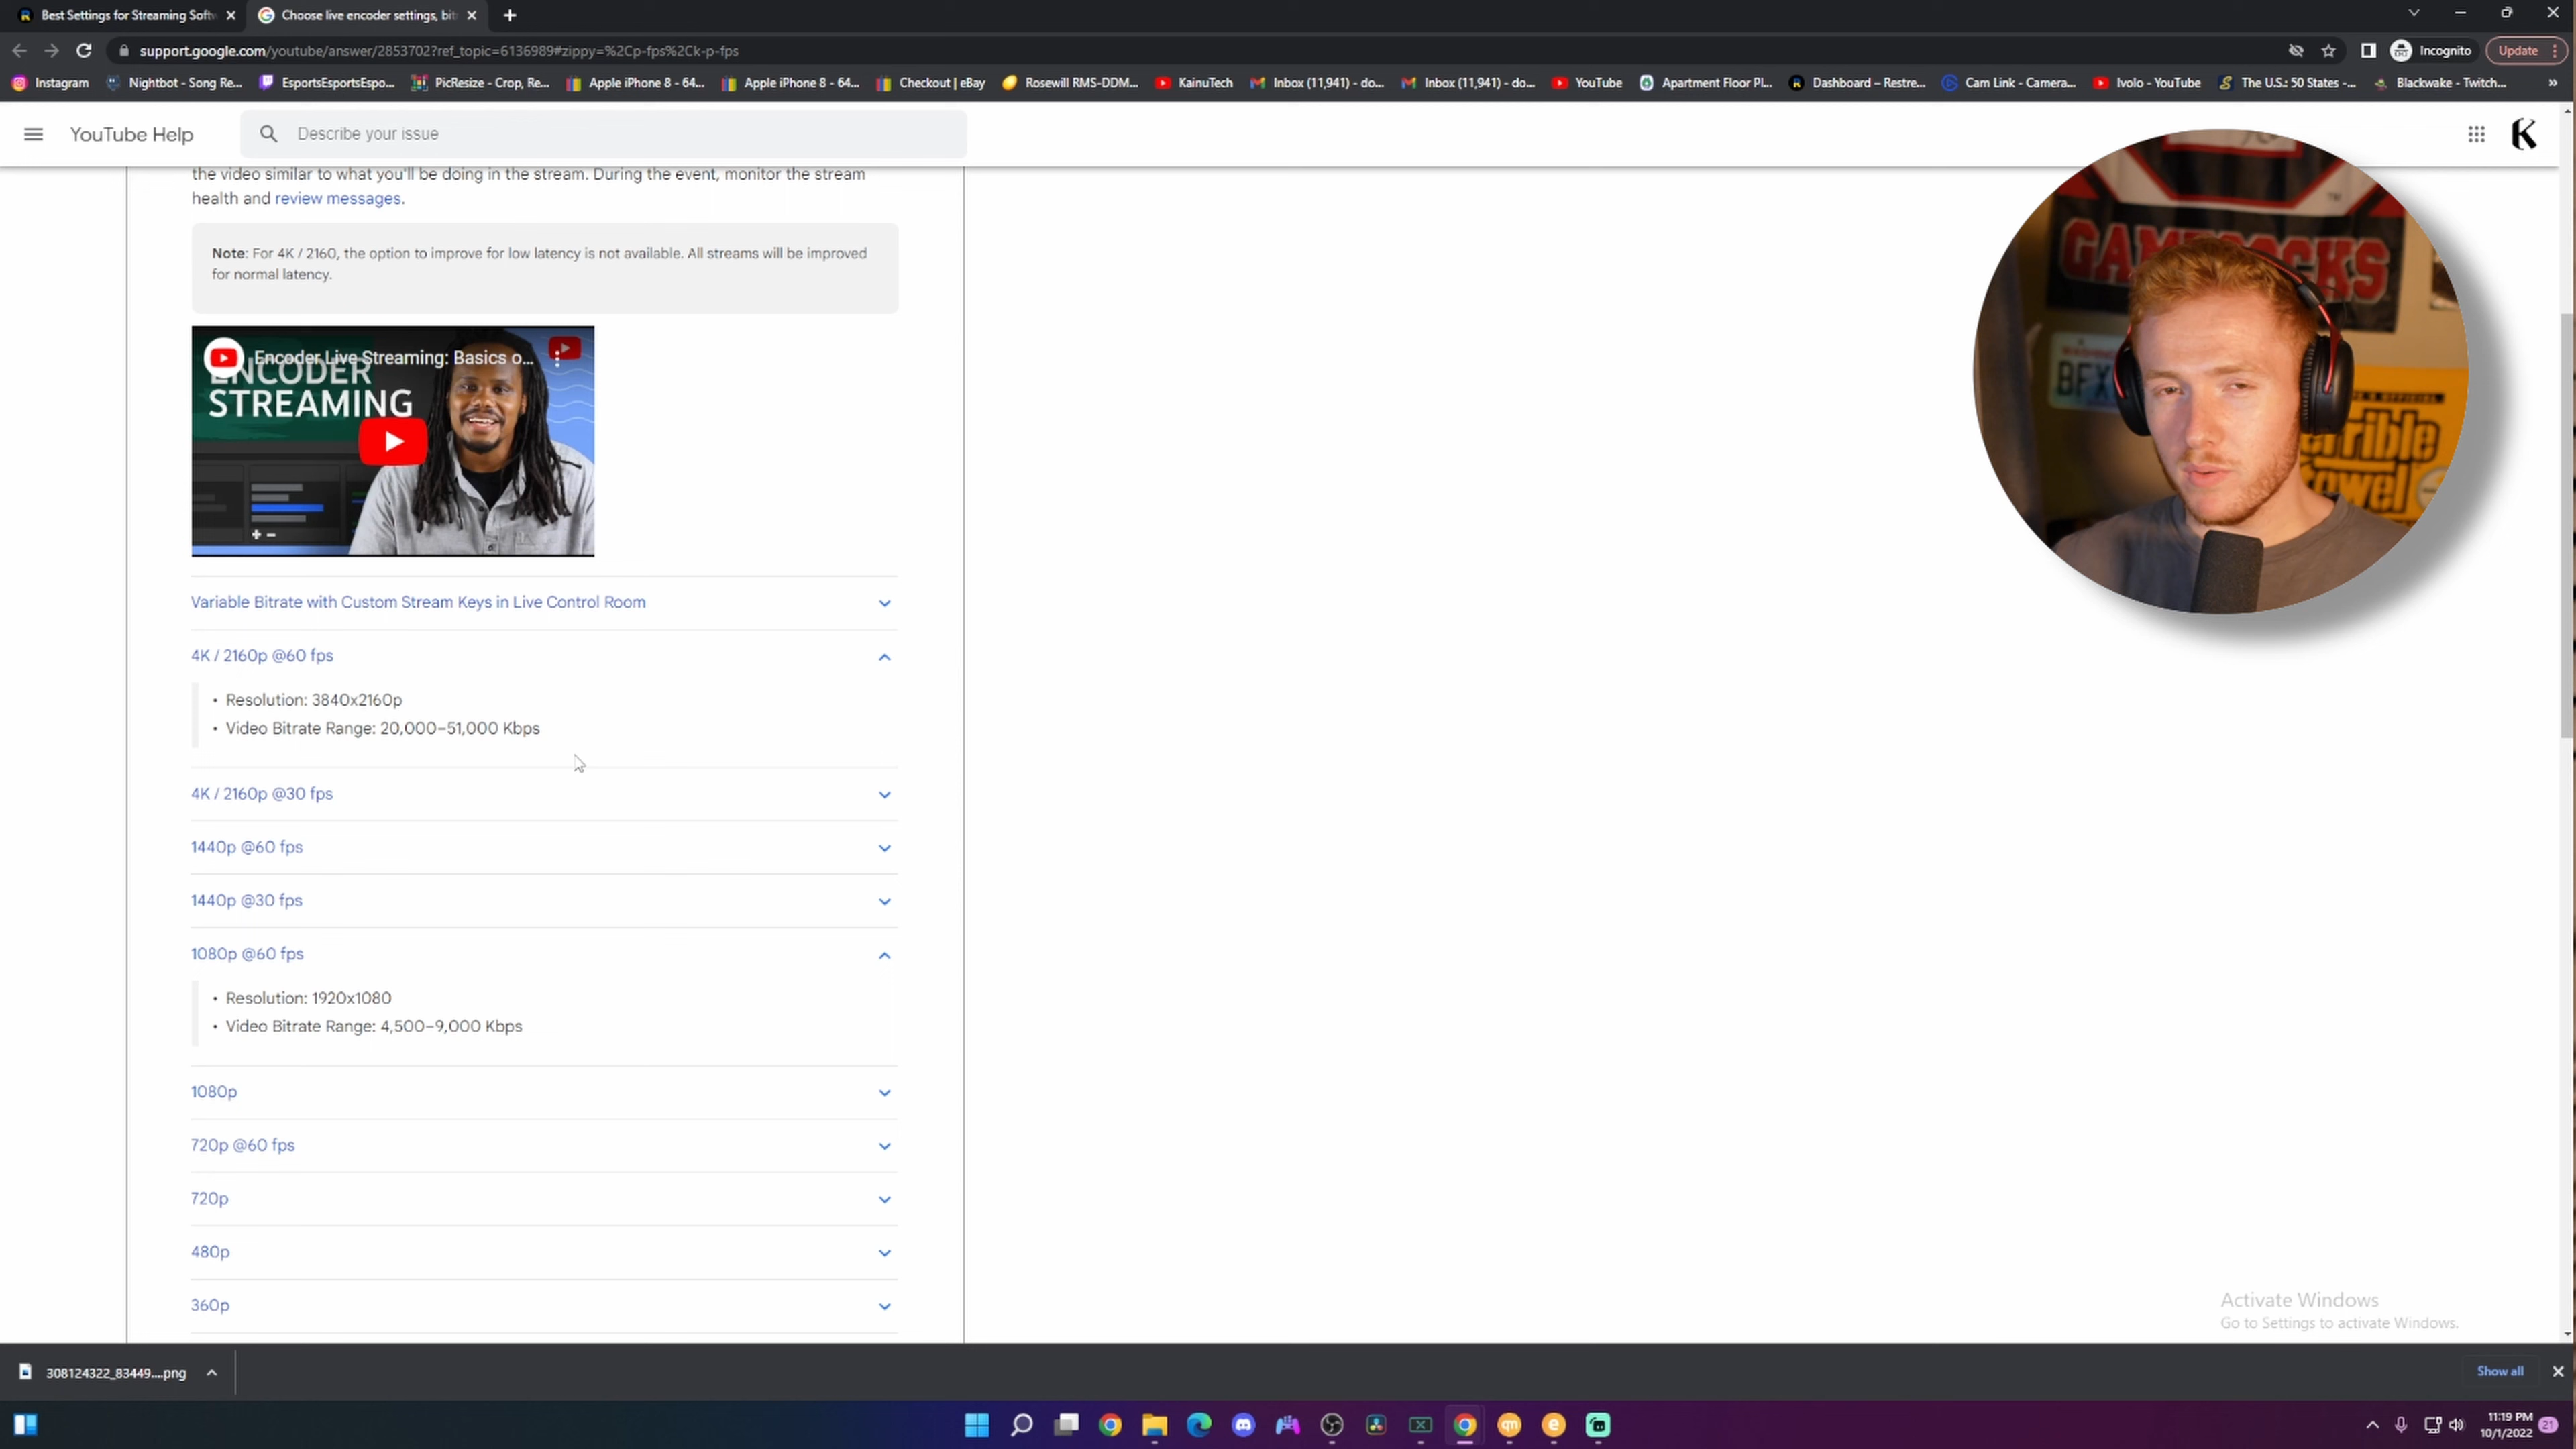 Best Settings for Streaming Softw
Choose live encoder settings, bit
support.google.com/youtube/answer/2853702?ref_topic=6136989#zippy=%2Cp-fps%2Ck-p-fps
Incognito
Update
Instagram
Nightbot - Song Re...
EsportsEsportsEspo...
PicResize - Crop, Re...
Apple iPhone 8 - 64...
Apple iPhone 8 - 64...
Checkout | eBay
Rosewill RMS-DDM...
KainuTech
Inbox (11,941) - do...
Inbox (11,941) - do...
YouTube
Apartment Floor Pl...
Dashboard – Restre...
Cam Link - Camera...
Ivolo - YouTube
The U.S.: 50 States -...
Blackwake - Twitch...
YouTube Help
Describe your issue
K
the video similar to what you'll be doing in the stream. During the event, monitor the stream
health and review messages.
Note: For 4K / 2160, the option to improve for low latency is not available. All streams will be improved
for normal latency.
Encoder Live Streaming: Basics o...
ENCODER
STREAMING
Variable Bitrate with Custom Stream Keys in Live Control Room
4K / 2160p @60 fps
• Resolution: 3840x2160p
• Video Bitrate Range: 20,000–51,000 Kbps
4K / 2160p @30 fps
1440p @60 fps
1440p @30 fps
1080p @60 fps
• Resolution: 1920x1080
• Video Bitrate Range: 4,500–9,000 Kbps
1080p
720p @60 fps
720p
480p
360p
Activate Windows
Go to Settings to activate Windows.
308124322_83449....png
Show all
11:19 PM
10/1/2022
21